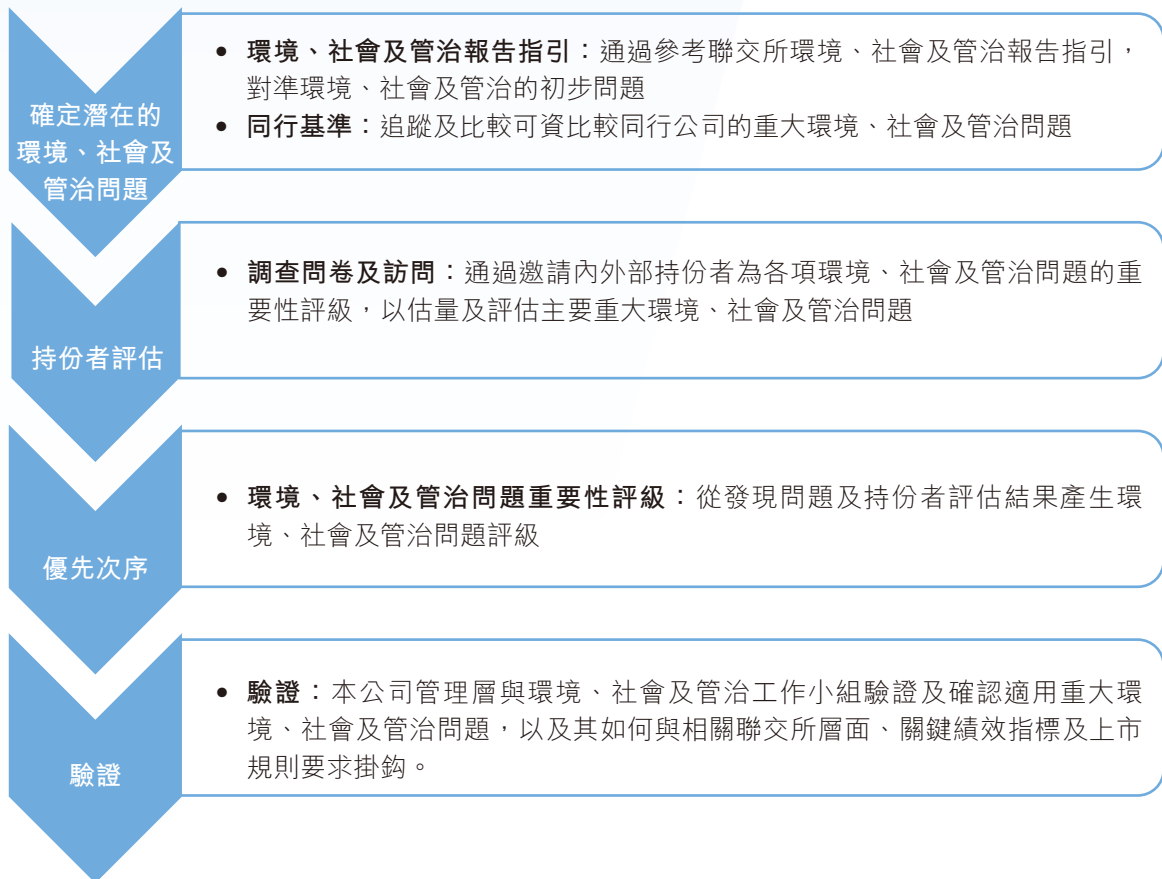 確定潛在的
環境、社會及
管治問題
• 環境、社會及管治報告指引：通過參考聯交所環境、社會及管治報告指引，
對準環境、社會及管治的初步問題
• 同行基準：追蹤及比較可資比較同行公司的重大環境、社會及管治問題
持份者評估
• 調查問卷及訪問：通過邀請內外部持份者為各項環境、社會及管治問題的重
要性評級，以估量及評估主要重大環境、社會及管治問題
優先次序
• 環境、社會及管治問題重要性評級：從發現問題及持份者評估結果產生環
境、社會及管治問題評級
驗證
• 驗證：本公司管理層與環境、社會及管治工作小組驗證及確認適用重大環
境、社會及管治問題，以及其如何與相關聯交所層面、關鍵績效指標及上市
規則要求掛鈎。